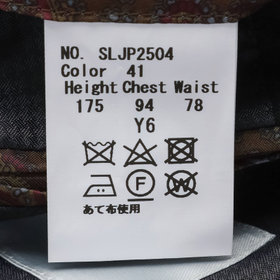 NO. SLJP2504
Color 41
Height Chest Waist
175 94 78
Y6
F W
あて布使用